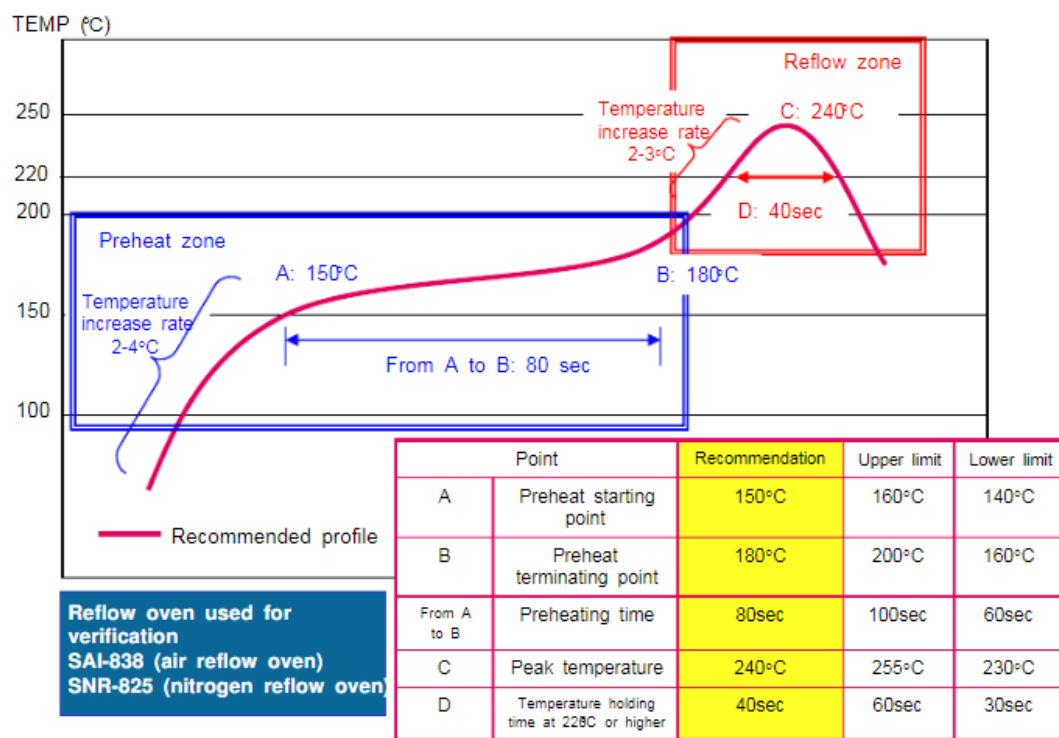 TEMP (°C)
250
220
200
150
100
Reflow zone
Temperature
increase rate
2-3°C
C: 240°C
D: 40sec
Preheat zone
A: 150°C
B: 180°C
Temperature
increase rate
2-4°C
From A to B: 80 sec
Recommended profile
Reflow oven used for
verification
SAI-838 (air reflow oven)
SNR-825 (nitrogen reflow oven)
Point Recommendation Upper limit Lower limit
A Preheat starting point 150°C 160°C 140°C
B Preheat terminating point 180°C 200°C 160°C
From A to B Preheating time 80sec 100sec 60sec
C Peak temperature 240°C 255°C 230°C
D Temperature holding time at or higher 40sec 60sec 30sec